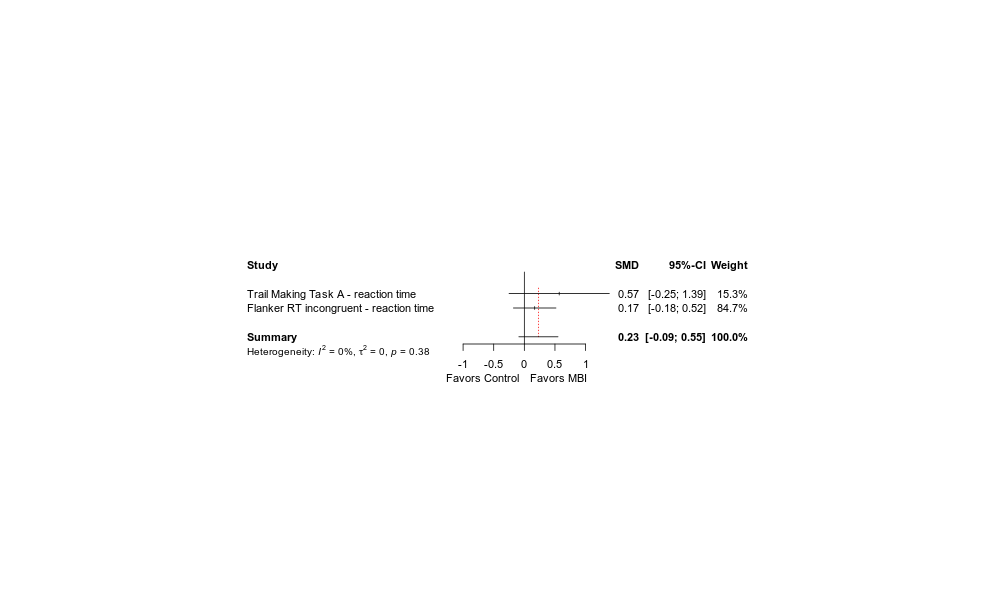 Study SMD 95%-CI Weight
Trail Making Task A - reaction time 0.57 [-0.25; 1.39] 15.3%
Flanker RT incongruent - reaction time 0.17 [-0.18; 0.52] 84.7%
Summary 0.23 [-0.09; 0.55] 100.0%
Heterogeneity: I² = 0%, τ² = 0, p = 0.38
-1 -0.5 0 0.5 1
Favors Control Favors MBI